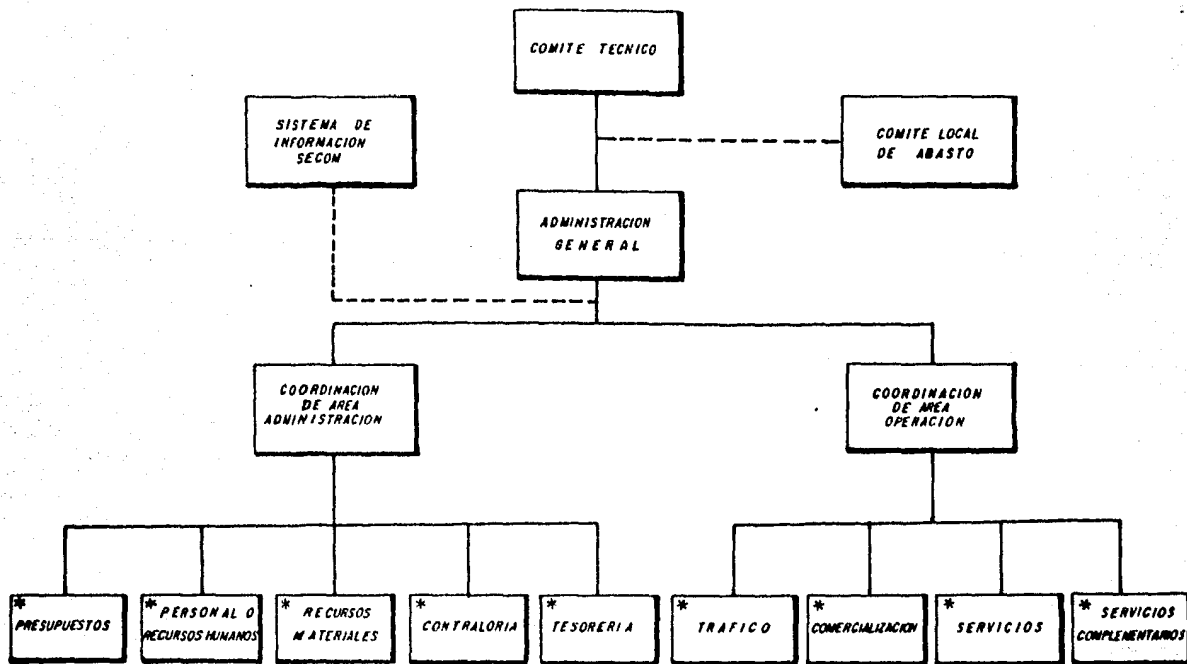 COMITE TECNICO
SISTEMA DE
INFORMACION
SECOM
COMITE LOCAL
DE ABASTO
ADMINISTRACION
GENERAL
COORDINACION
DE AREA
ADMINISTRACION
COORDINACION
DE AREA
OPERACION
* PRESUPUESTOS
* PERSONAL O
RECURSOS HUMANOS
* RECURSOS
MATERIALES
* CONTRALORIA
* TESORERIA
* TRAFICO
* COMERCIALIZACION
* SERVICIOS
* SERVICIOS
COMPLEMENTARIOS